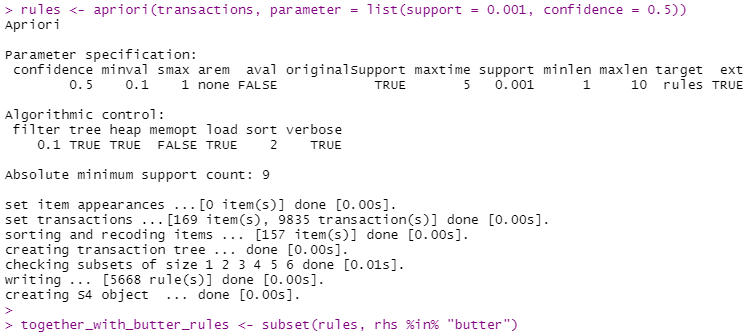 > rules <- apriori(transactions, parameter = list(support = 0.001, confidence = 0.5))
Apriori
Parameter specification:
confidence minval smax arem aval originalSupport maxtime support minlen maxlen target ext
0.5 0.1 1 none FALSE TRUE 5 0.001 1 10 rules TRUE
Algorithmic control:
filter tree heap memopt load sort verbose
0.1 TRUE TRUE FALSE TRUE 2 TRUE
Absolute minimum support count: 9
set item appearances ...[0 item(s)] done [0.00s].
set transactions ...[169 item(s), 9835 transaction(s)] done [0.00s].
sorting and recoding items ... [157 item(s)] done [0.00s].
creating transaction tree ... done [0.00s].
checking subsets of size 1 2 3 4 5 6 done [0.01s].
writing ... [5668 rule(s)] done [0.00s].
creating S4 object  ... done [0.00s].
>
> together_with_butter_rules <- subset(rules, rhs %in% "butter")